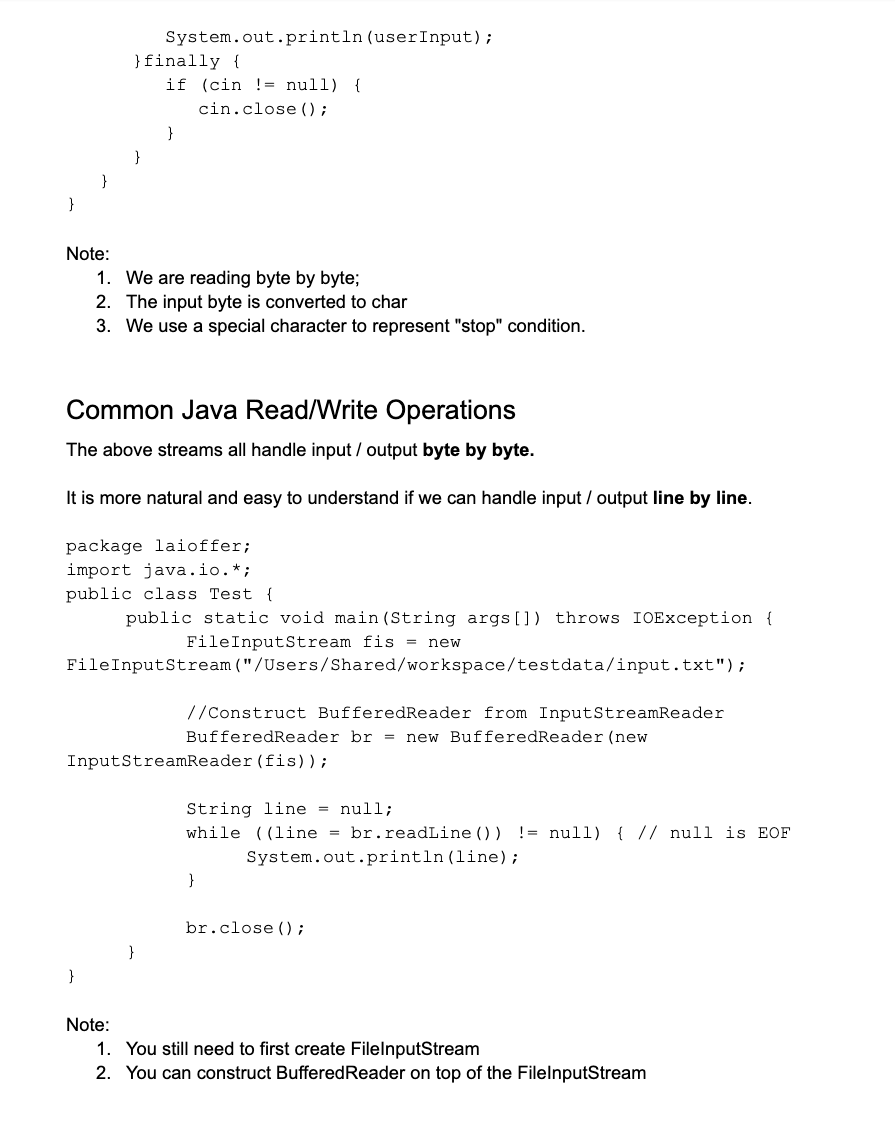 System.out.println(userInput);
}finally {
if (cin != null) {
cin.close();
}
}
}
}
Note:
1. We are reading byte by byte;
2. The input byte is converted to char
3. We use a special character to represent "stop" condition.
Common Java Read/Write Operations
The above streams all handle input / output byte by byte.
It is more natural and easy to understand if we can handle input / output line by line.
package laioffer;
import java.io.*;
public class Test {
public static void main(String args[]) throws IOException {
FileInputStream fis = new
FileInputStream("/Users/Shared/workspace/testdata/input.txt");
//Construct BufferedReader from InputStreamReader
BufferedReader br = new BufferedReader(new
InputStreamReader(fis));
String line = null;
while ((line = br.readLine()) != null) { // null is EOF
System.out.println(line);
}
br.close();
}
}
Note:
1. You still need to first create FileInputStream
2. You can construct BufferedReader on top of the FileInputStream